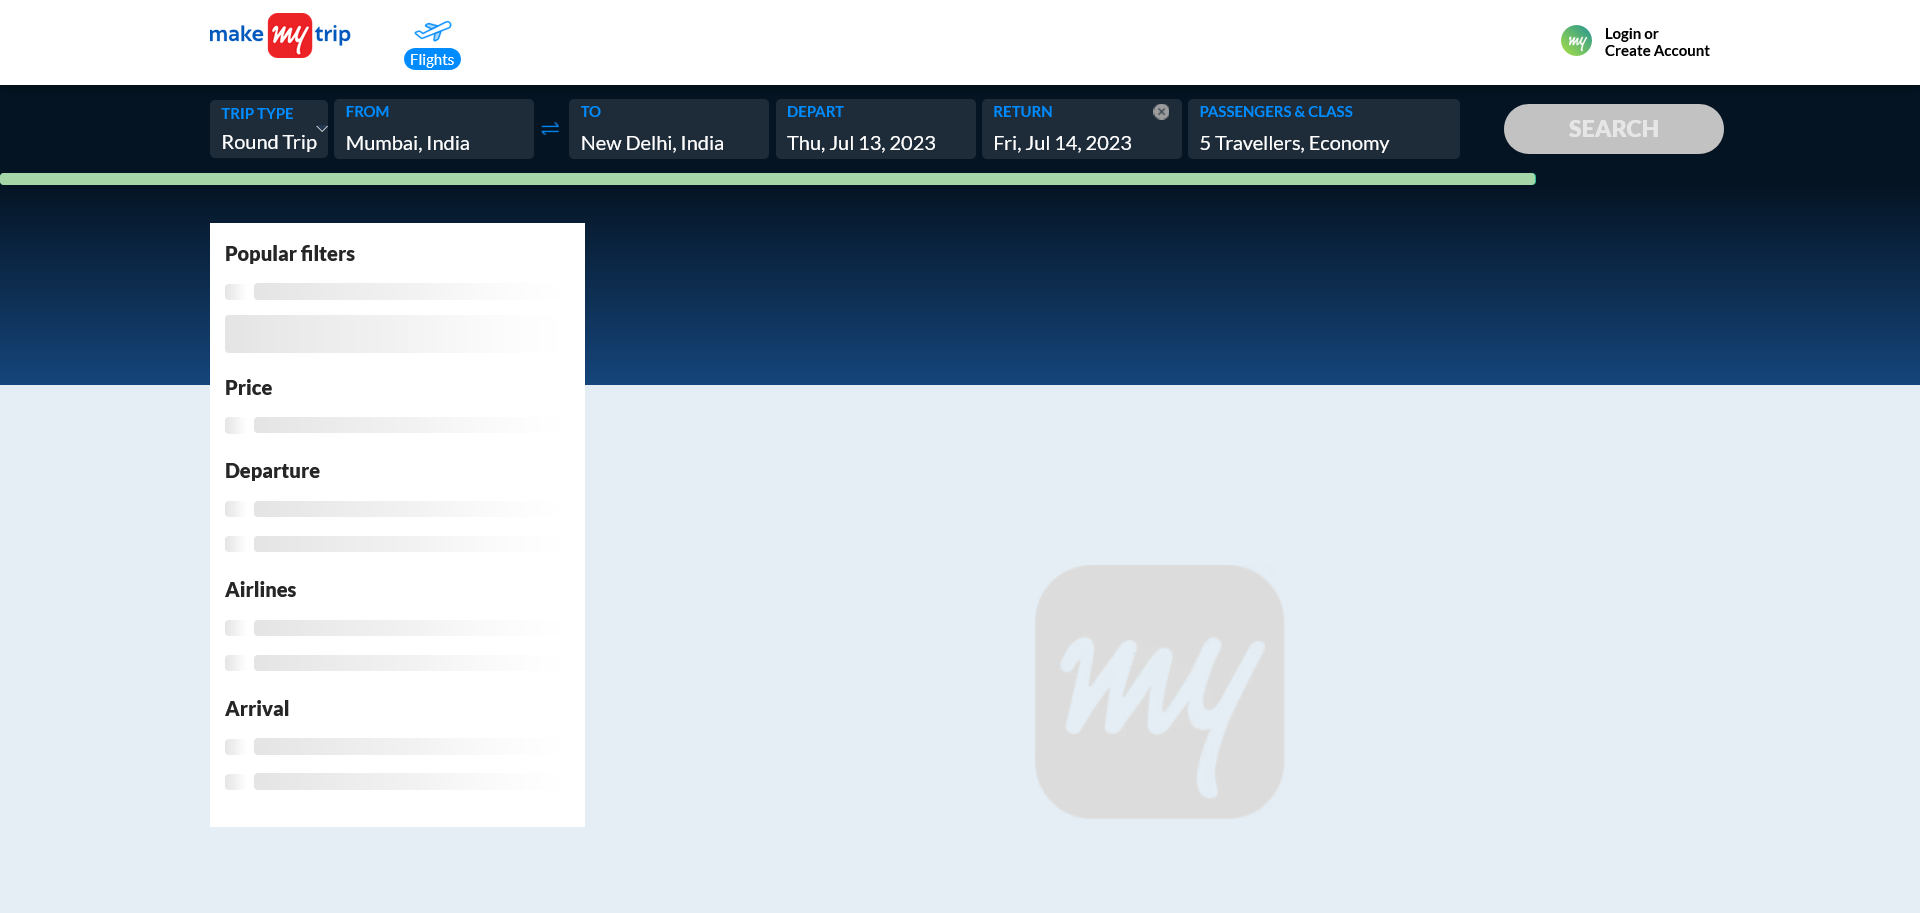 make my trip
Flights
my
Login or
Create Account
TRIP TYPE
Round Trip
FROM
Mumbai, India
TO
New Delhi, India
DEPART
Thu, Jul 13, 2023
RETURN
Fri, Jul 14, 2023
PASSENGERS & CLASS
5 Travellers, Economy
SEARCH
Popular filters
Price
Departure
Airlines
Arrival
my